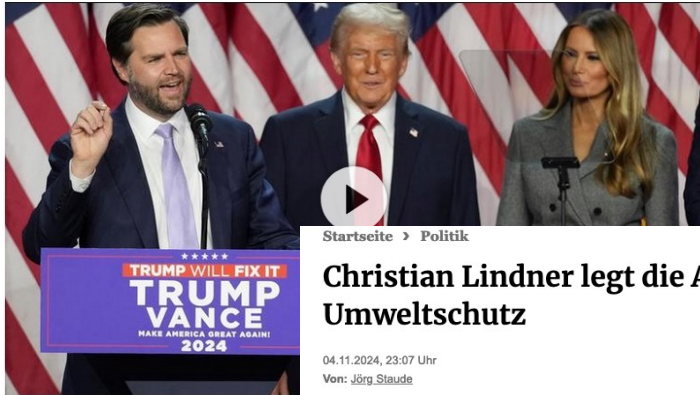 TRUMP WILL FIX IT
TRUMP
VANCE
MAKE AMERICA GREAT AGAIN!
2024
Startseite › Politik
Christian Lindner legt die
Umweltschutz
04.11.2024, 23:07 Uhr
Von: Jörg Staude